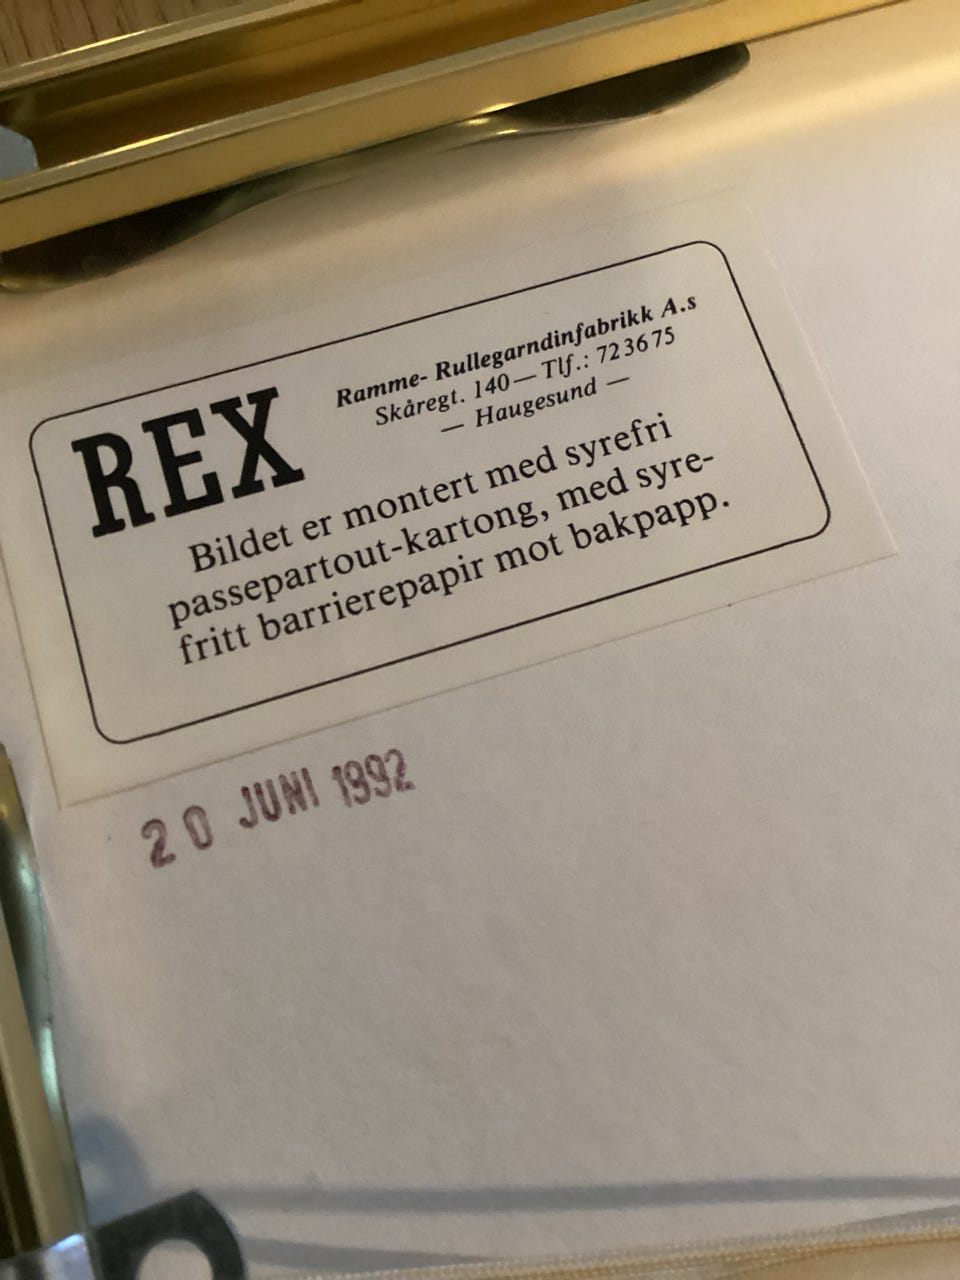 REX
Ramme- Rullegarndinfabrikk A.s
Skåregt. 140 — Tlf.: 723675
— Haugesund —
Bildet er montert med syrefri
passepartout-kartong, med syre-
fritt barrierepapir mot bakpapp.
20 JUNI 1992